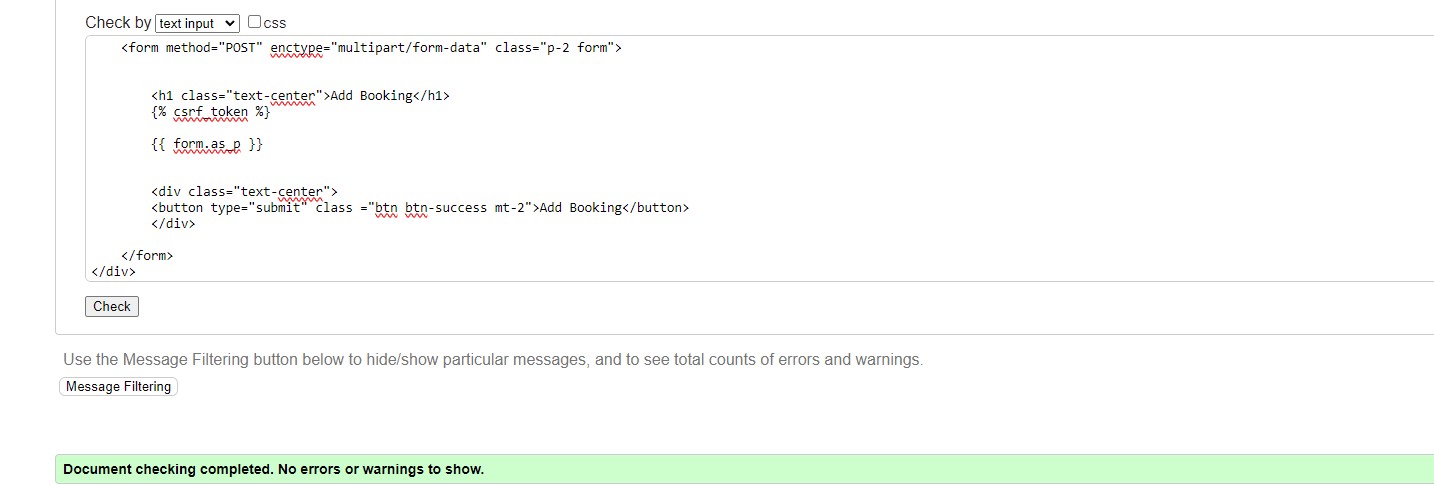 Check by text input css
<form method="POST" enctype="multipart/form-data" class="p-2 form">
<h1 class="text-center">Add Booking</h1>
{% csrf_token %}
{{ form.as_p }}
<div class="text-center">
<button type="submit" class ="btn btn-success mt-2">Add Booking</button>
</div>
</form>
</div>
Check
Use the Message Filtering button below to hide/show particular messages, and to see total counts of errors and warnings.
Message Filtering
Document checking completed. No errors or warnings to show.